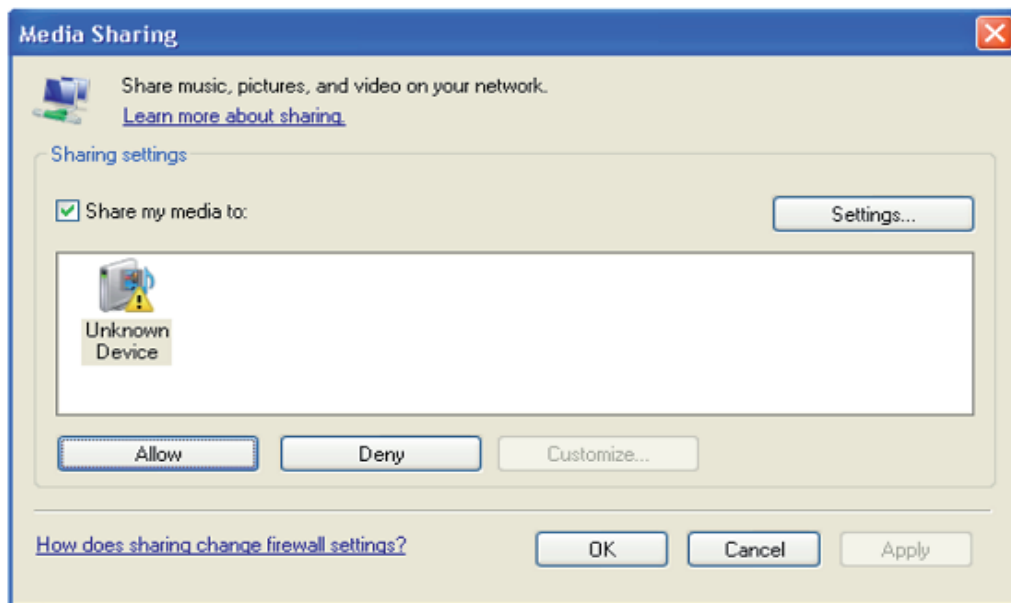 Media Sharing
Share music, pictures, and video on your network.
Learn more about sharing.
Sharing settings
Share my media to:
Settings...
Unknown
Device
Allow
Deny
Customize...
How does sharing change firewall settings?
OK
Cancel
Apply